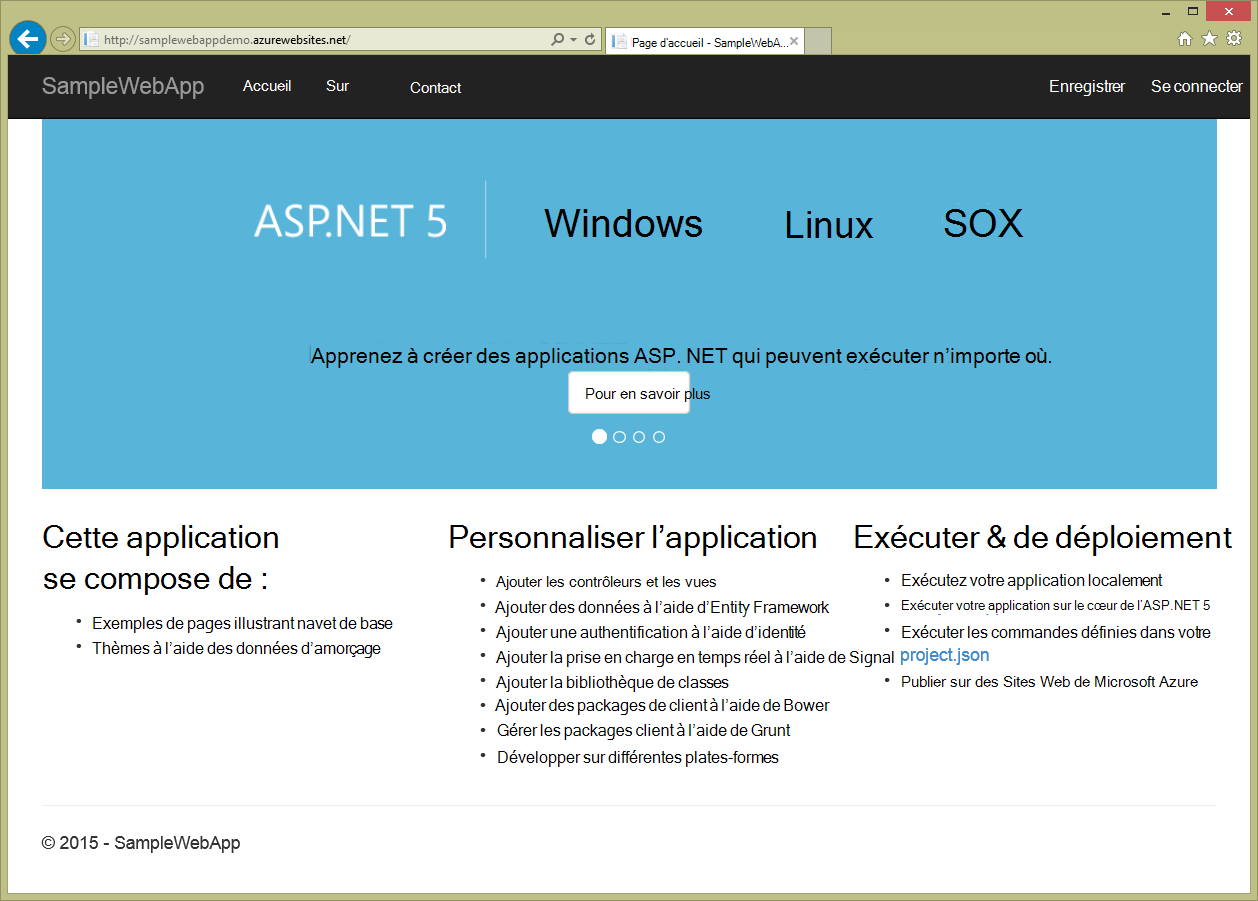 http://samplewebappdemo.azurewebsites.net/
Page d'accueil - SampleWebA...
SampleWebApp
Accueil
Sur
Contact
Enregistrer
Se connecter
ASP.NET 5
Windows
Linux
SOX
Apprenez à créer des applications ASP. NET qui peuvent exécuter n’importe où.
Pour en savoir plus
Cette application
se compose de :
• Exemples de pages illustrant navet de base
• Thèmes à l’aide des données d’amorçage
Personnaliser l’application
• Ajouter les contrôleurs et les vues
• Ajouter des données à l’aide d’Entity Framework
• Ajouter une authentification à l’aide d’identité
• Ajouter la prise en charge en temps réel à l’aide de Signal
• Ajouter la bibliothèque de classes
• Ajouter des packages de client à l’aide de Bower
• Gérer les packages client à l’aide de Grunt
• Développer sur différentes plates-formes
Exécuter & de déploiement
• Exécutez votre application localement
• Exécuter votre application sur le cœur de l’ASP.NET 5
• Exécuter les commandes définies dans votre
project.json
• Publier sur des Sites Web de Microsoft Azure
© 2015 - SampleWebApp